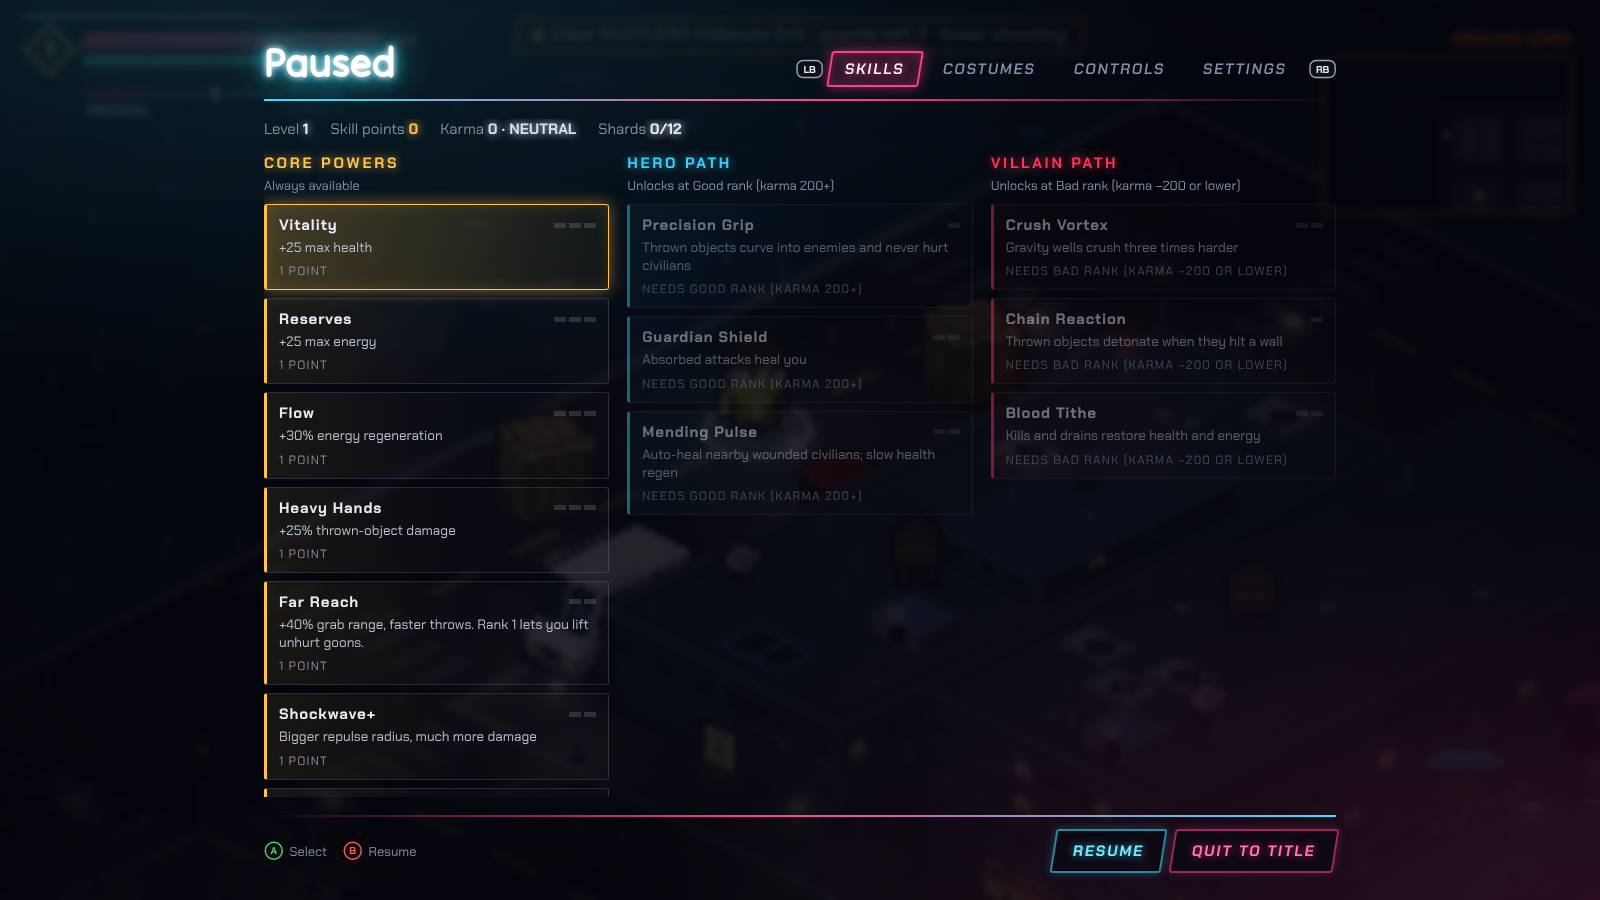 Paused
LB SKILLS COSTUMES CONTROLS SETTINGS RB
Level 1 Skill points 0 Karma 0 · NEUTRAL Shards 0/12
CORE POWERS
Always available
Vitality
+25 max health
1 POINT
Reserves
+25 max energy
1 POINT
Flow
+30% energy regeneration
1 POINT
Heavy Hands
+25% thrown-object damage
1 POINT
Far Reach
+40% grab range, faster throws. Rank 1 lets you lift
unhurt goons.
1 POINT
Shockwave+
Bigger repulse radius, much more damage
1 POINT
HERO PATH
Unlocks at Good rank (karma 200+)
Precision Grip
Thrown objects curve into enemies and never hurt
civilians
NEEDS GOOD RANK (KARMA 200+)
Guardian Shield
Absorbed attacks heal you
NEEDS GOOD RANK (KARMA 200+)
Mending Pulse
Auto-heal nearby wounded civilians; slow health
regen
NEEDS GOOD RANK (KARMA 200+)
VILLAIN PATH
Unlocks at Bad rank (karma −200 or lower)
Crush Vortex
Gravity wells crush three times harder
NEEDS BAD RANK (KARMA −200 OR LOWER)
Chain Reaction
Thrown objects detonate when they hit a wall
NEEDS BAD RANK (KARMA −200 OR LOWER)
Blood Tithe
Kills and drains restore health and energy
NEEDS BAD RANK (KARMA −200 OR LOWER)
A Select B Resume
RESUME QUIT TO TITLE